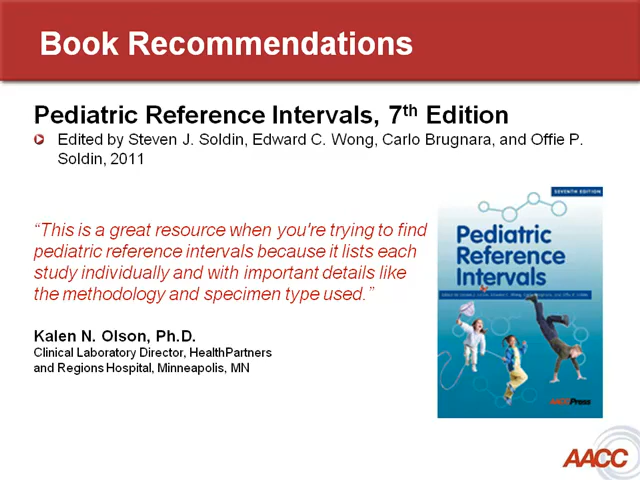 Book Recommendations
Pediatric Reference Intervals, 7th Edition
Edited by Steven J. Soldin, Edward C. Wong, Carlo Brugnara, and Offie P.
Soldin, 2011
“This is a great resource when you're trying to find
pediatric reference intervals because it lists each
study individually and with important details like
the methodology and specimen type used.”
Kalen N. Olson, Ph.D.
Clinical Laboratory Director, HealthPartners
and Regions Hospital, Minneapolis, MN
SEVENTH EDITION
Pediatric
Reference
Intervals
AACCPress
AACC